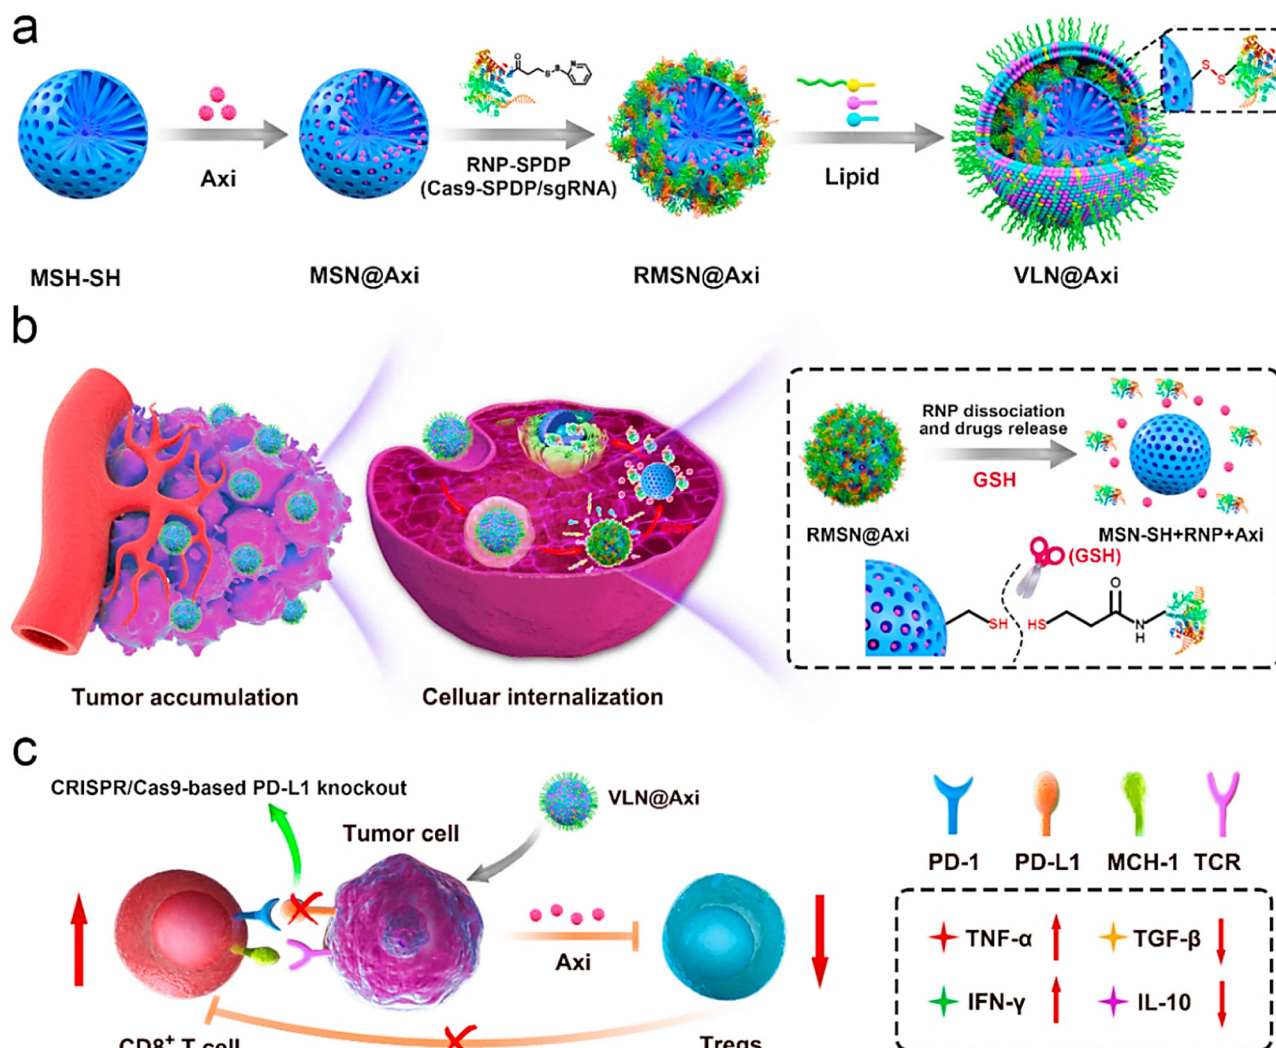 a
Axi
RNP-SPDP
(Cas9-SPDP/sgRNA)
Lipid
O
S
S
N
S
S
MSH-SH
MSN@Axi
RMSN@Axi
VLN@Axi
b
RNP dissociation
and drugs release
GSH
RMSN@Axi
MSN-SH+RNP+Axi
(GSH)
SH
HS
O
N
H
Tumor accumulation
Celluar internalization
c
CRISPR/Cas9-based PD-L1 knockout
VLN@Axi
Tumor cell
Axi
CD8+ T cell
Tregs
PD-1
PD-L1
MCH-1
TCR
TNF-α
TGF-β
IFN-γ
IL-10